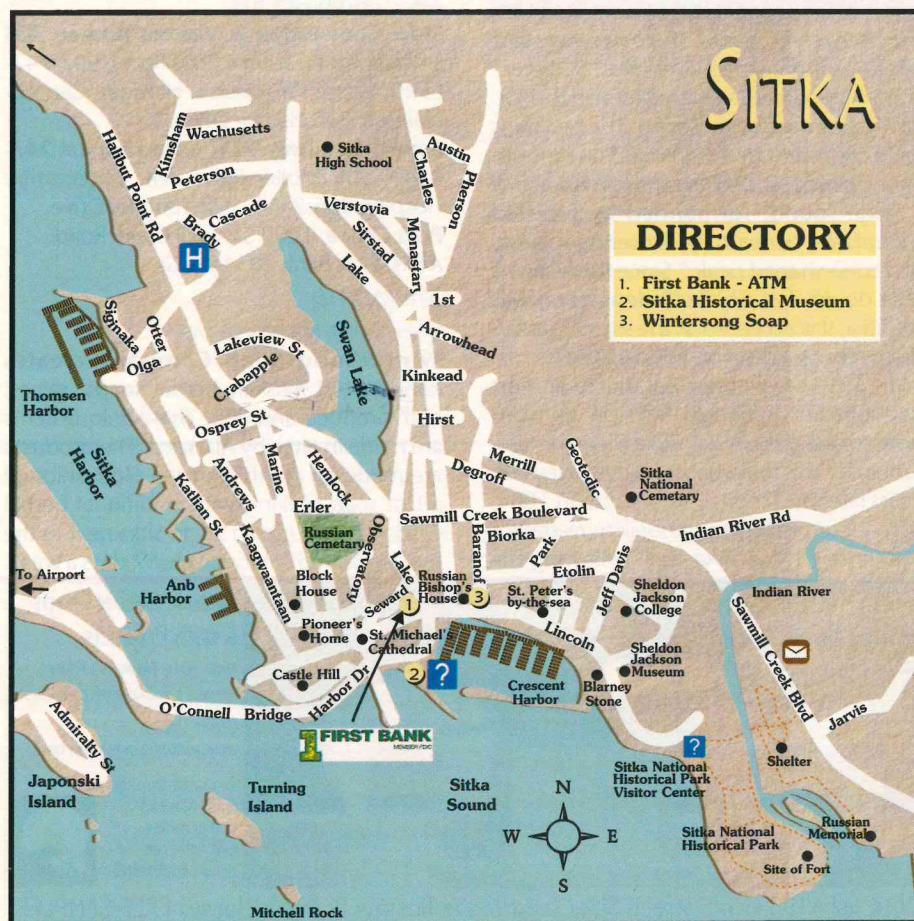 SITKA
DIRECTORY
1. First Bank - ATM
2. Sitka Historical Museum
3. Wintersong Soap
Halibut Point Rd
Kimsham
Wachusetts
Peterson
Sitka
High School
Charles
Austin
Pherson
Brady
Cascade
Verstovia
Sirstad
Monastary
Lake
H
1st
Arrowhead
Siginaka
Otter
Olga
Lakeview St
Crabapple
Swan Lake
Kinkead
Thomsen
Harbor
Hirst
Osprey St
Sitka
Harbor
Katlian St
Andrews
Marine
Hemlock
Degroff
Merrill
Geotedic
Sitka
National
Cemetary
Erler
Sawmill Creek Boulevard
Indian River Rd
Kaagwaantaan
Russian
Cemetary
Observatory
Lake
Baranof
Biorka
Park
Etolin
Jeff Davis
To Airport
Anb
Harbor
Block
House
Seward
1
Russian
Bishop's
House
3
St. Peter's
by-the-sea
Lincoln
Sheldon
Jackson
College
Indian River
Sawmill Creek Blvd
Pioneer's
Home
St. Michael's
Cathedral
Sheldon
Jackson
Museum
Castle Hill
Harbor Dr
2
?
Crescent
Harbor
Blarney
Stone
O'Connell Bridge
Jarvis
1 FIRST BANK
MEMBER FDIC
Admiralty St
Japonski
Island
Turning
Island
Sitka
Sound
N
W
E
S
?
Sitka National
Historical Park
Visitor Center
Shelter
Sitka National
Historical Park
Russian
Memorial
Site of Fort
Mitchell Rock